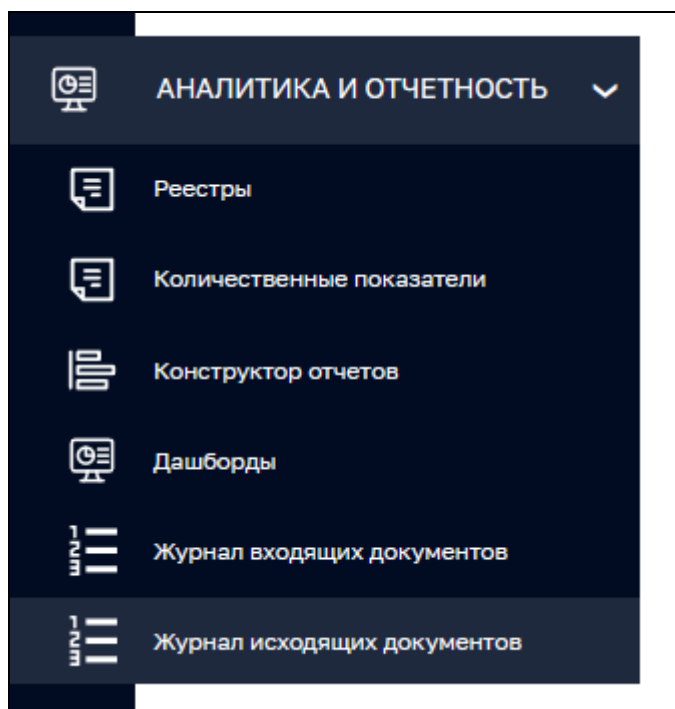 АНАЛИТИКА И ОТЧЕТНОСТЬ
Реестры
Количественные показатели
Конструктор отчетов
Дашборды
Журнал входящих документов
Журнал исходящих документов